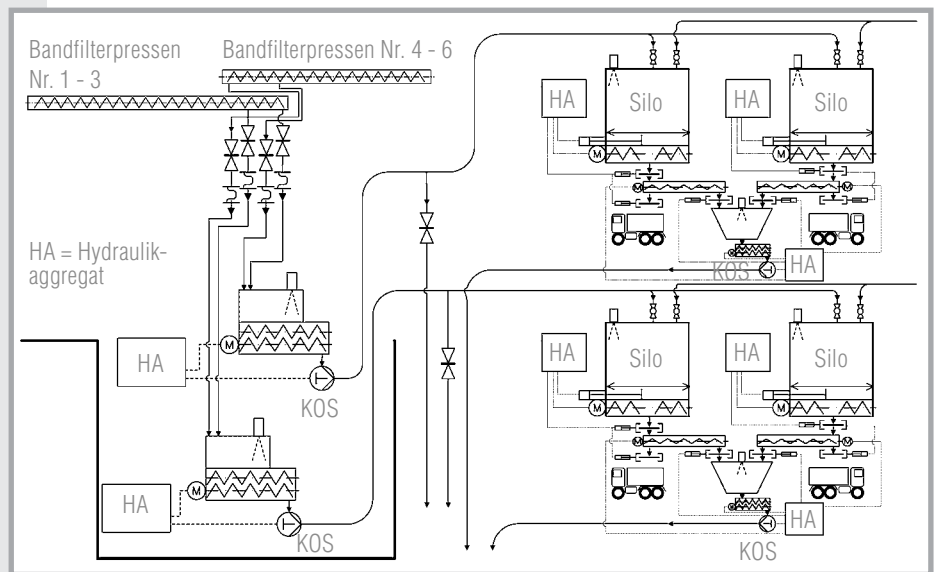 Bandfilterpressen
Nr. 1 - 3
Bandfilterpressen Nr. 4 - 6
HA = Hydraulik-
aggregat
HA
Silo
HA
Silo
M
M
M
M
KOS
HA
HA
M
KOS
HA
M
KOS
HA
Silo
HA
Silo
M
M
M
M
KOS
HA